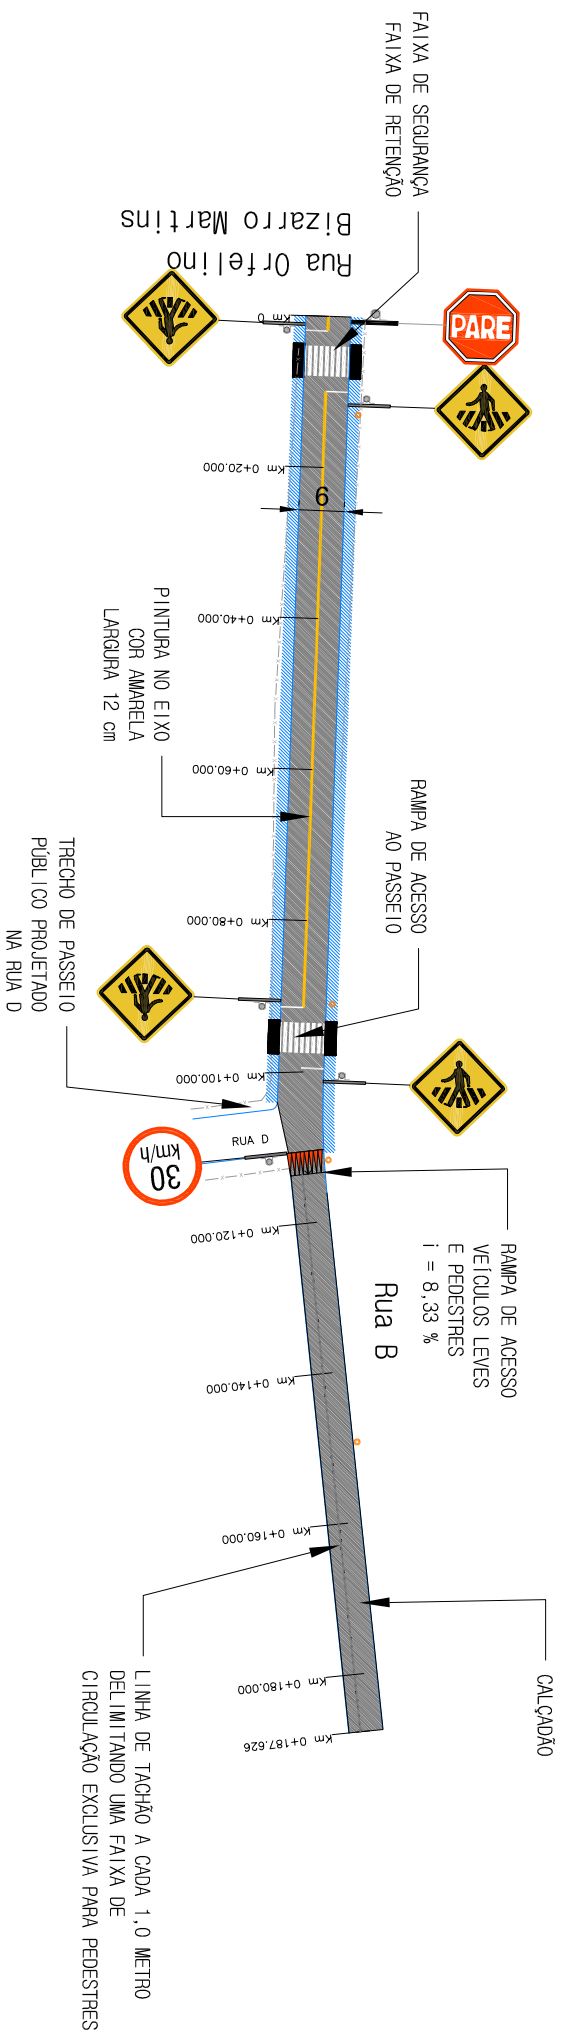 FAIXA DE SEGURANÇA
FAIXA DE RETENÇÃO
Rua Orfelino
Bizarro Martins
PARE
Km 0
Km 0+20.000
6
Km 0+40.000
PINTURA NO EIXO
COR AMARELA
LARGURA 12 cm
Km 0+60.000
RAMPA DE ACESSO
AO PASSEIO
Km 0+80.000
TRECHO DE PASSEIO
PÚBLICO PROJETADO
NA RUA D
Km 0+100.000
RUA D
30
km/h
RAMPA DE ACESSO
VEÍCULOS LEVES
E PEDESTRES
i = 8,33 %
Km 0+120.000
Rua B
Km 0+140.000
Km 0+160.000
CALÇADÃO
Km 0+180.000
Km 0+187.626
LINHA DE TACHÃO A CADA 1,0 METRO
DELIMITANDO UMA FAIXA DE
CIRCULAÇÃO EXCLUSIVA PARA PEDESTRES